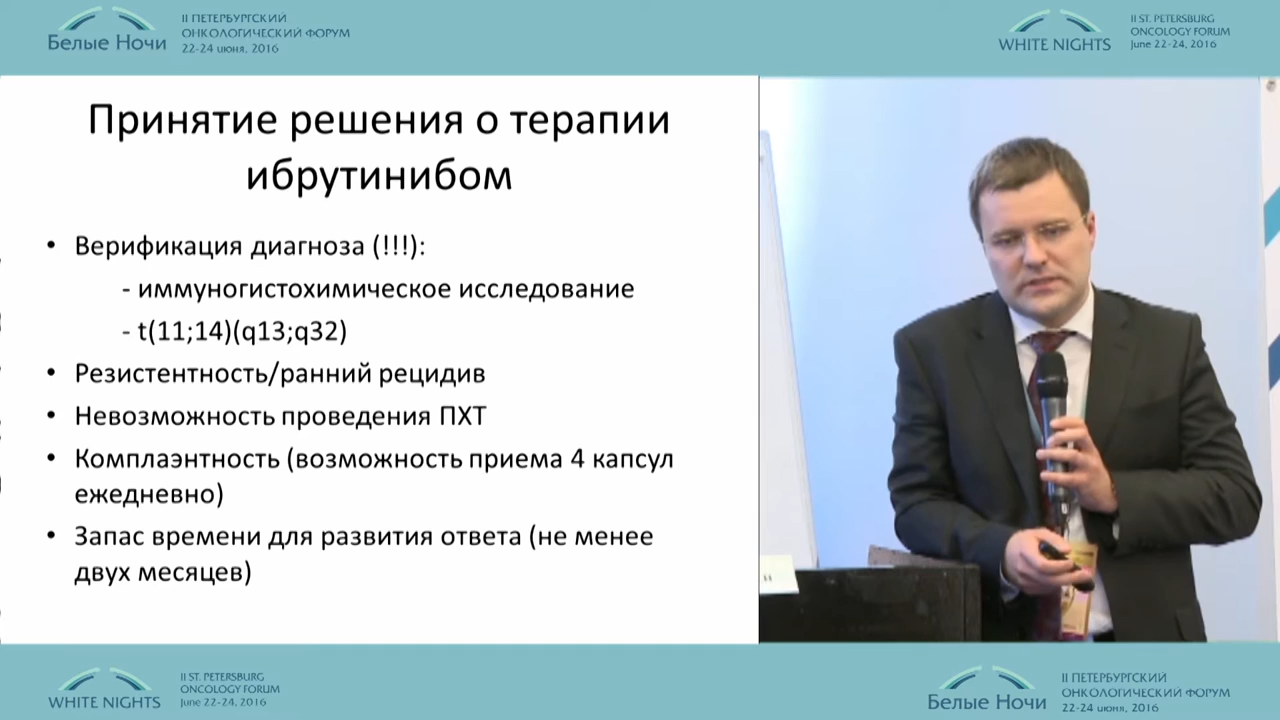 Белые Ночи
II ПЕТЕРБУРГСКИЙ
ОНКОЛОГИЧЕСКИЙ ФОРУМ
22-24 июня, 2016
WHITE NIGHTS
II ST. PETERSBURG
ONCOLOGY FORUM
June 22-24, 2016
Принятие решения о терапии
ибрутинибом
• Верификация диагноза (!!!):
- иммуногистохимическое исследование
- t(11;14)(q13;q32)
• Резистентность/ранний рецидив
• Невозможность проведения ПХТ
• Комплаэнтность (возможность приема 4 капсул
ежедневно)
• Запас времени для развития ответа (не менее
двух месяцев)
WHITE NIGHTS
II ST. PETERSBURG
ONCOLOGY FORUM
June 22-24, 2016
Белые Ночи
II ПЕТЕРБУРГСКИЙ
ОНКОЛОГИЧЕСКИЙ ФОРУМ
22-24 июня, 2016